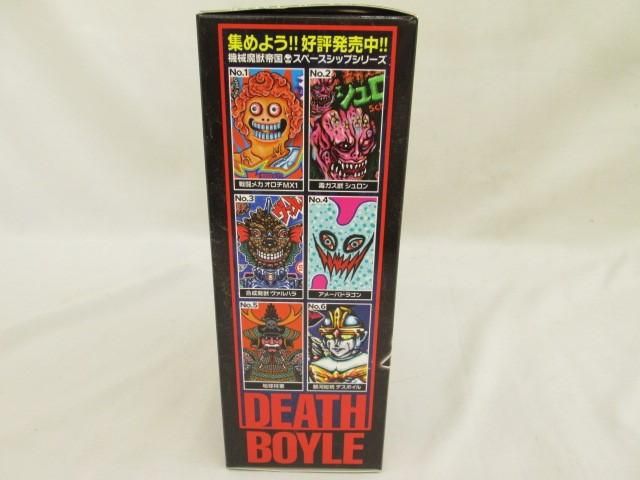 集めよう!! 好評発売中!!
機械魔獣帝国 スペースシップシリーズ
No.1
No.2
シュロ
戦闘メカ オロチMX1
毒ガス獣 シュロン
No.3
No.4
合成魔獣 ヴァルハラ
アメーバドラゴン
No.5
No.6
地球将軍
銀河総統 デスボイル
DEATH
BOYLE